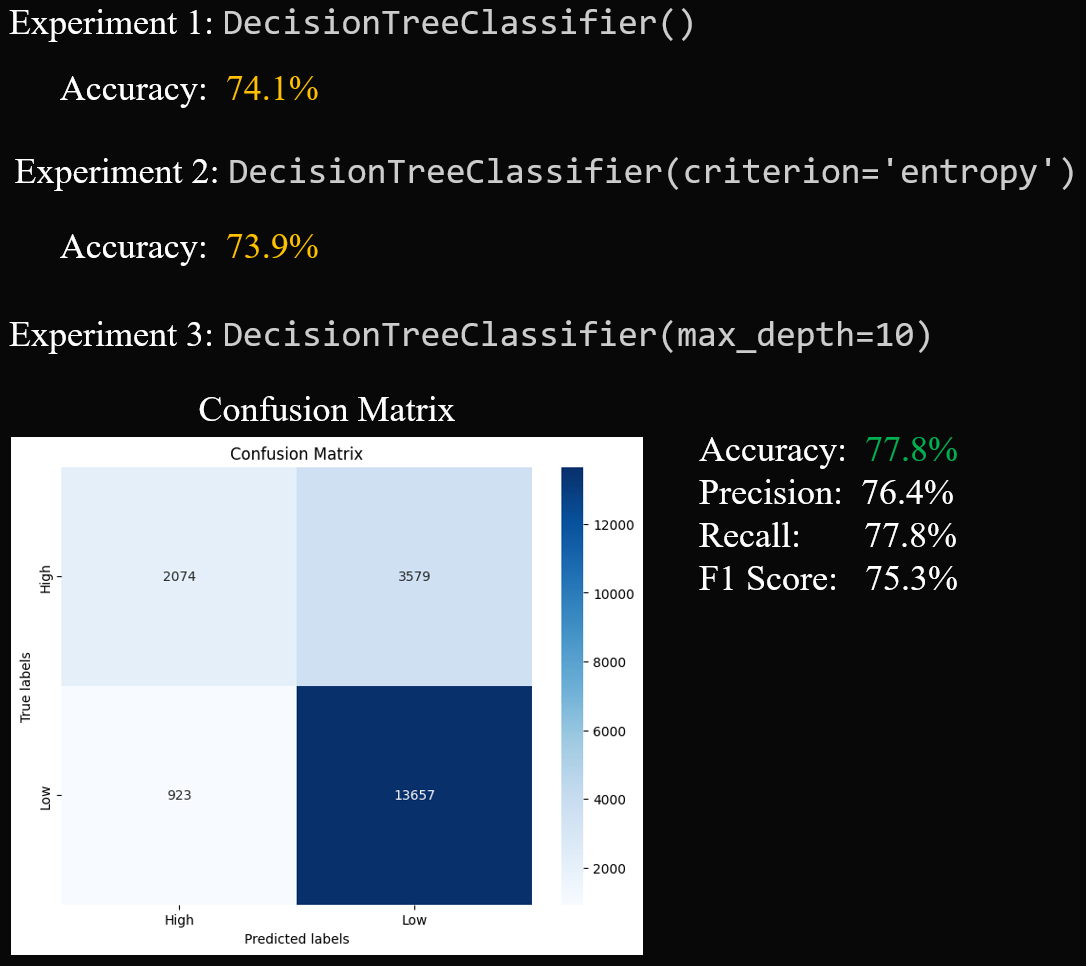 Experiment 1: DecisionTreeClassifier()
Accuracy: 74.1%
Experiment 2: DecisionTreeClassifier(criterion='entropy')
Accuracy: 73.9%
Experiment 3: DecisionTreeClassifier(max_depth=10)
Confusion Matrix
Confusion Matrix
True labels
High
2074
3579
Low
923
13657
High
Low
Predicted labels
12000
10000
8000
6000
4000
2000
Accuracy: 77.8%
Precision: 76.4%
Recall: 77.8%
F1 Score: 75.3%